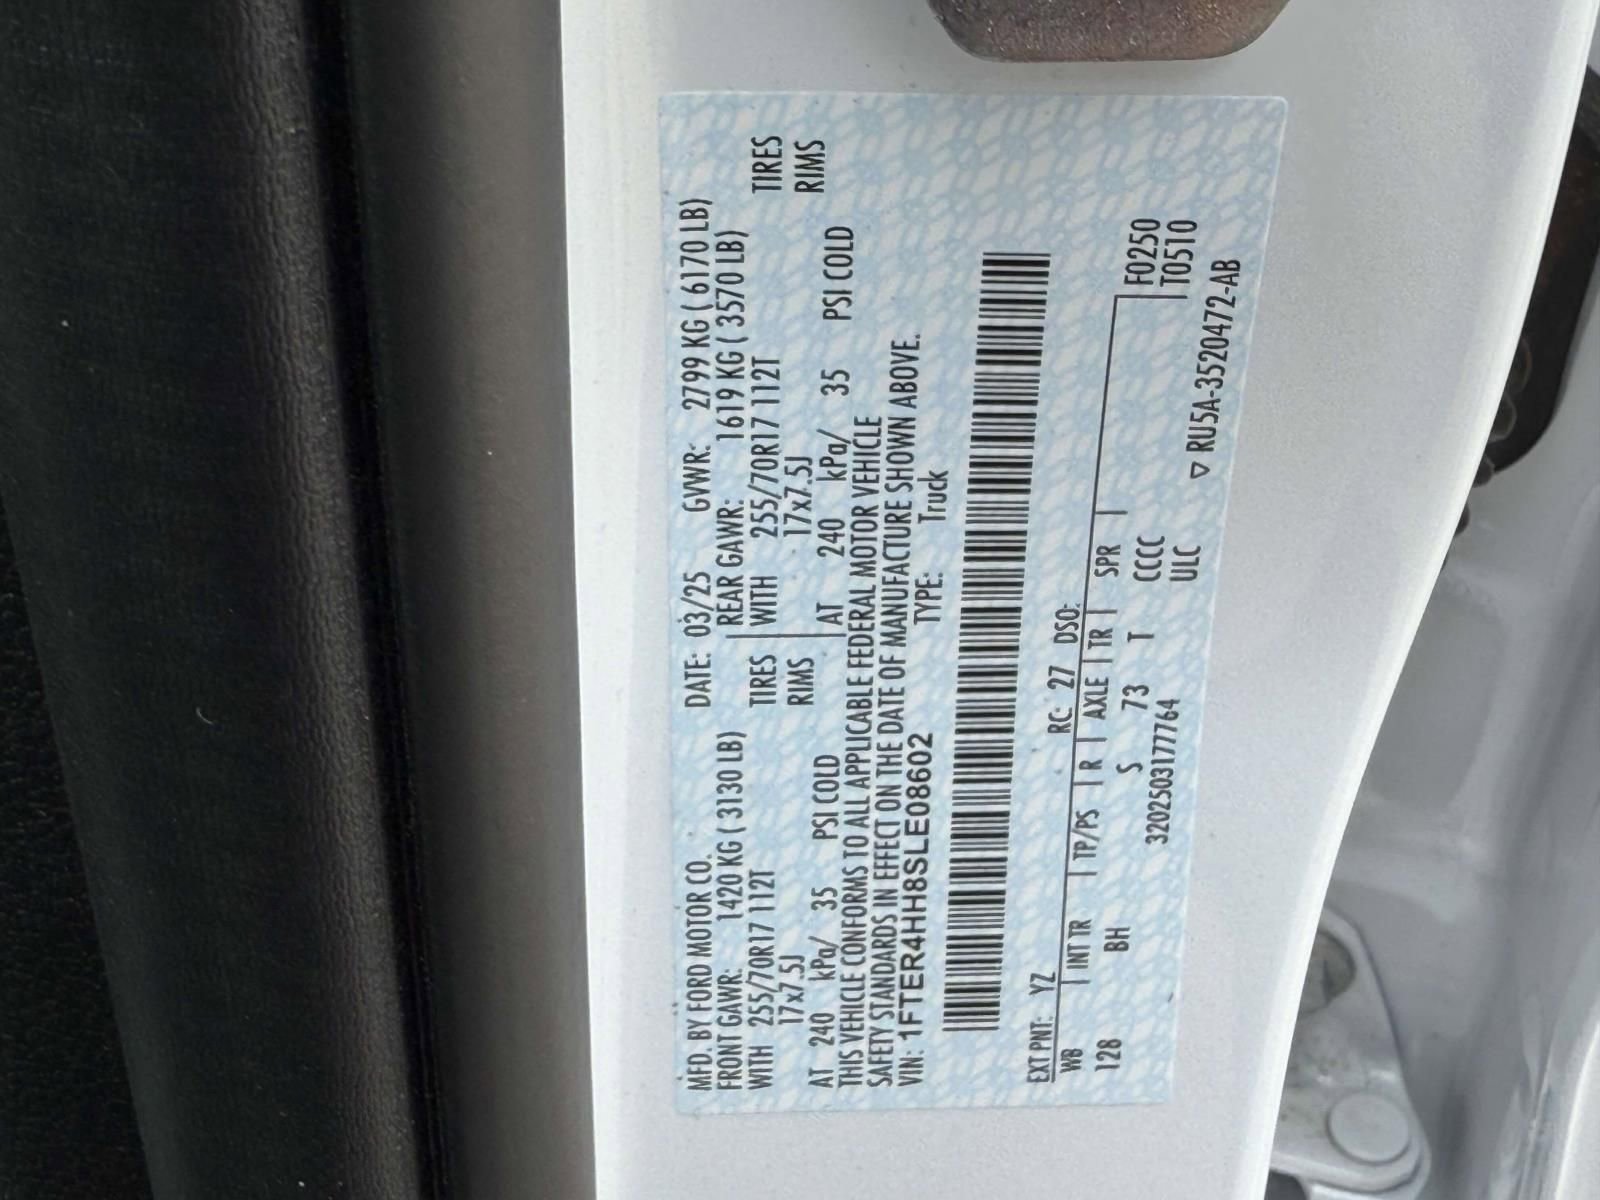 MFD. BY FORD MOTOR CO. DATE: 03/25 GVWR: 2799 KG ( 6170 LB)
FRONT GAWR: 1420 KG ( 3130 LB) REAR GAWR: 1619 KG ( 3570 LB)
WITH 255/70R17 112T TIRES WITH 255/70R17 112T TIRES
17x7.5J RIMS 17x7.5J RIMS
AT 240 kPa/ 35 PSI COLD AT 240 kPa/ 35 PSI COLD
THIS VEHICLE CONFORMS TO ALL APPLICABLE FEDERAL MOTOR VEHICLE
SAFETY STANDARDS IN EFFECT ON THE DATE OF MANUFACTURE SHOWN ABOVE.
VIN: 1FTER4HH8SLE08602 TYPE: Truck
EXT PNT: YZ RC: 27 DSO: F0250
WB INT TR TP/PS R AXLE TR SPR T0510
128 BH S 73 T CCCC
320250317764 ULC
▽ RU5A-3520472-AB